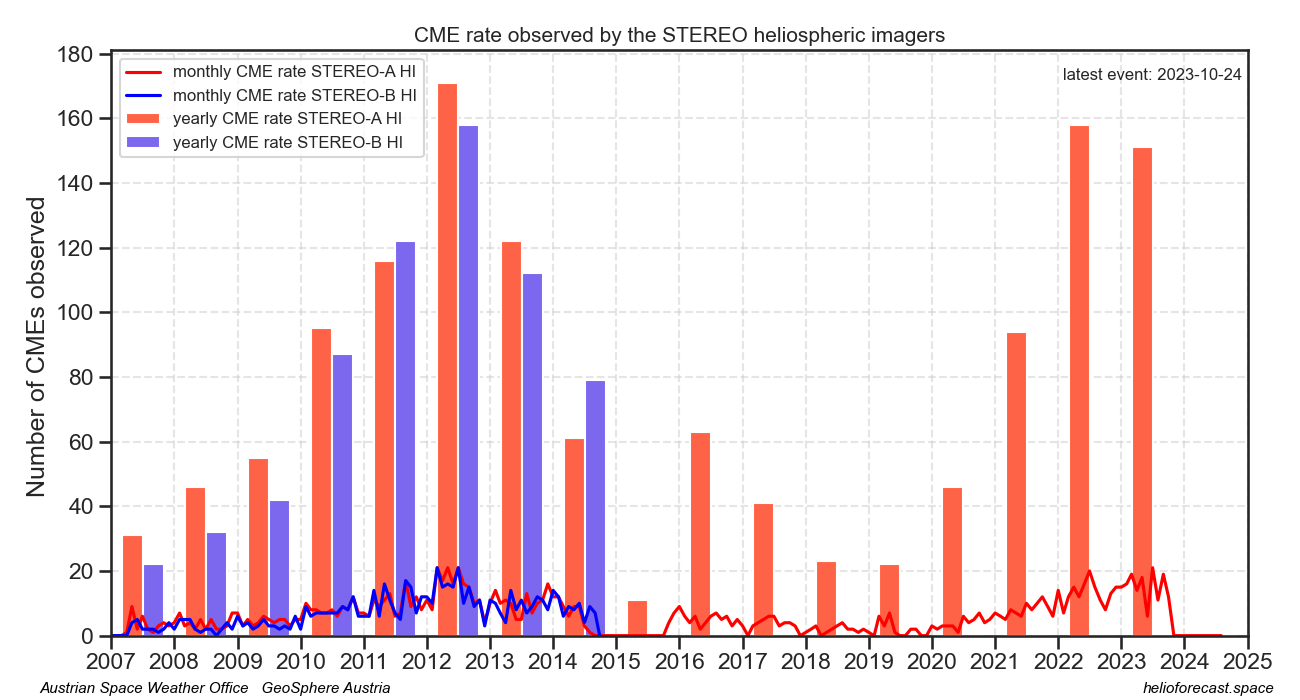 CME rate observed by the STEREO heliospheric imagers
monthly CME rate STEREO-A HI
monthly CME rate STEREO-B HI
yearly CME rate STEREO-A HI
yearly CME rate STEREO-B HI
latest event: 2023-10-24
Number of CMEs observed
180
160
140
120
100
80
60
40
20
0
2007 2008 2009 2010 2011 2012 2013 2014 2015 2016 2017 2018 2019 2020 2021 2022 2023 2024 2025
Austrian Space Weather Office GeoSphere Austria
helioforecast.space